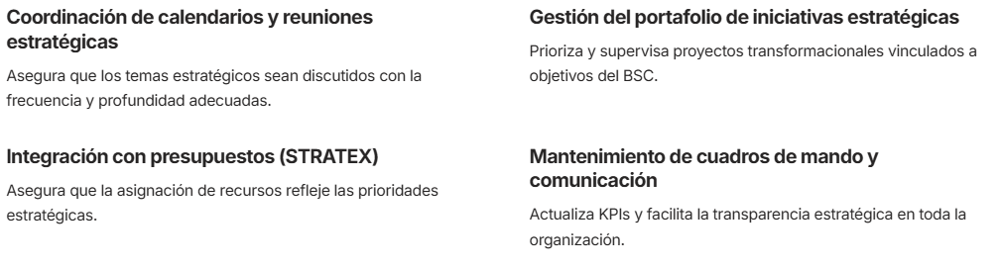 Coordinación de calendarios y reuniones
estratégicas
Asegura que los temas estratégicos sean discutidos con la
frecuencia y profundidad adecuadas.
Gestión del portafolio de iniciativas estratégicas
Prioriza y supervisa proyectos transformacionales vinculados a
objetivos del BSC.
Integración con presupuestos (STRATEX)
Asegura que la asignación de recursos refleje las prioridades
estratégicas.
Mantenimiento de cuadros de mando y
comunicación
Actualiza KPIs y facilita la transparencia estratégica en toda la
organización.